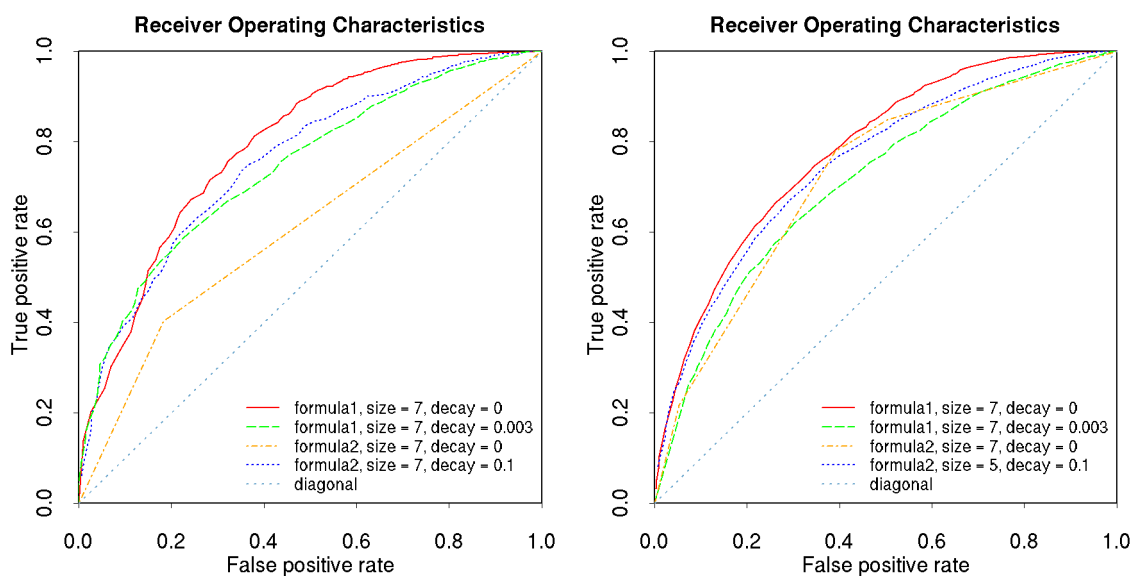 Receiver Operating Characteristics
True positive rate
1.0
0.8
0.6
0.4
0.2
0.0
formula1, size = 7, decay = 0
formula1, size = 7, decay = 0.003
formula2, size = 7, decay = 0
formula2, size = 7, decay = 0.1
diagonal
0.0 0.2 0.4 0.6 0.8 1.0
False positive rate
Receiver Operating Characteristics
True positive rate
1.0
0.8
0.6
0.4
0.2
0.0
formula1, size = 7, decay = 0
formula1, size = 7, decay = 0.003
formula2, size = 7, decay = 0
formula2, size = 5, decay = 0.1
diagonal
0.0 0.2 0.4 0.6 0.8 1.0
False positive rate